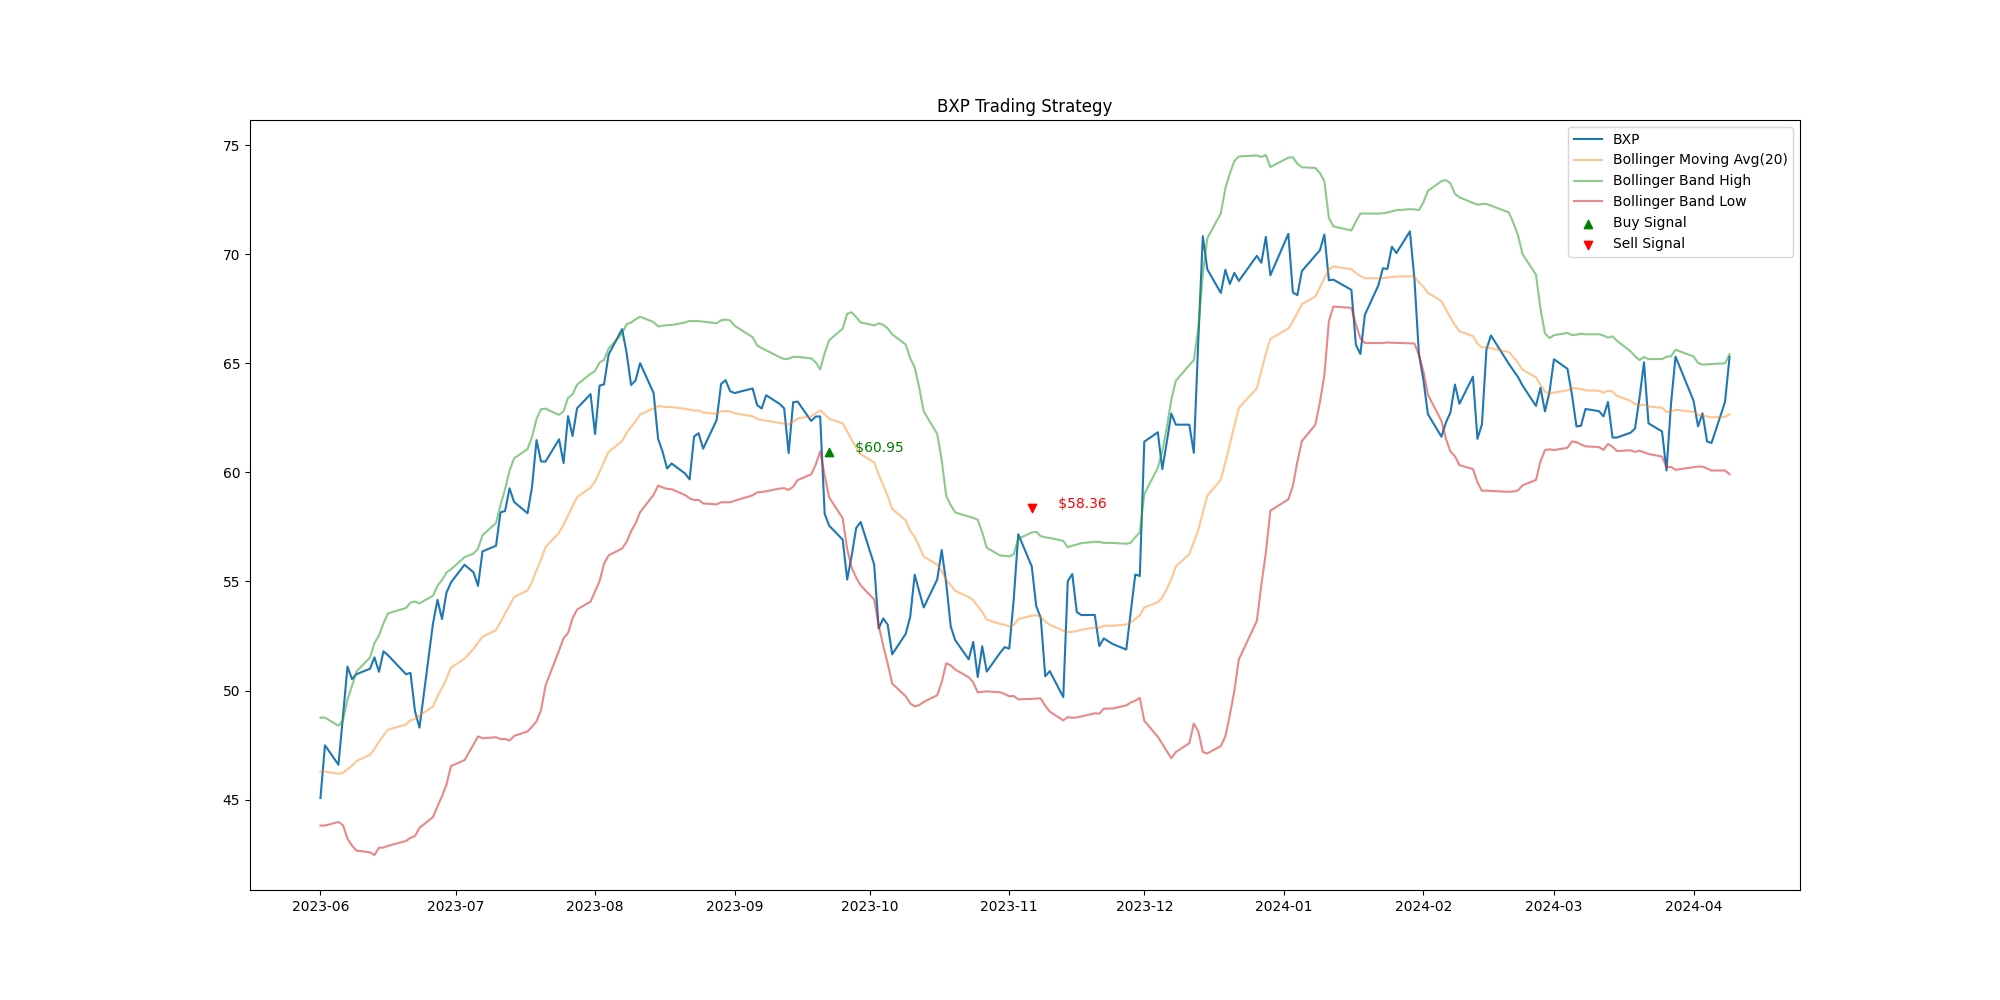 BXP Trading Strategy
75
70
65
60
55
50
45
BXP
Bollinger Moving Avg(20)
Bollinger Band High
Bollinger Band Low
Buy Signal
Sell Signal
$60.95
$58.36
2023-06
2023-07
2023-08
2023-09
2023-10
2023-11
2023-12
2024-01
2024-02
2024-03
2024-04